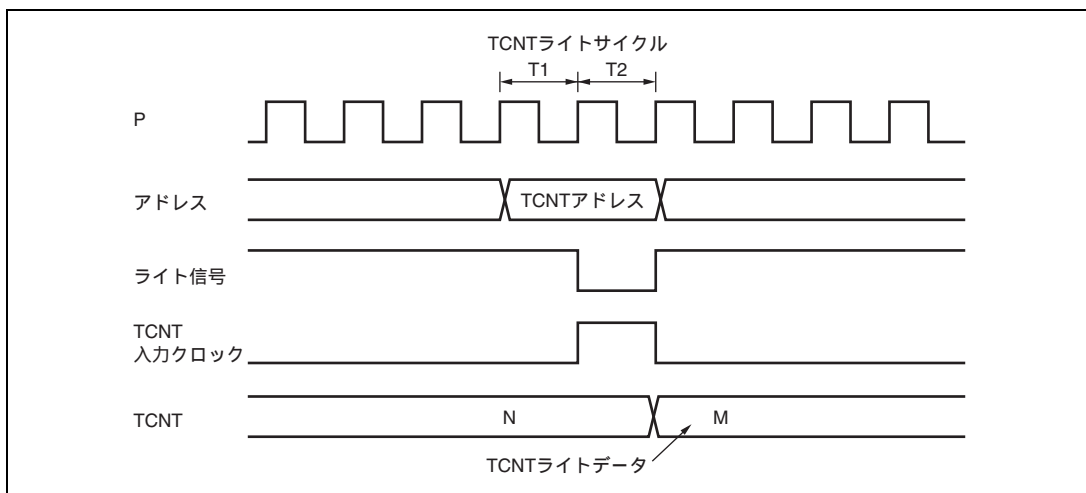 TCNTライトサイクル
T1 T2
P
アドレス TCNTアドレス
ライト信号
TCNT
入力クロック
TCNT N M
TCNTライトデータ